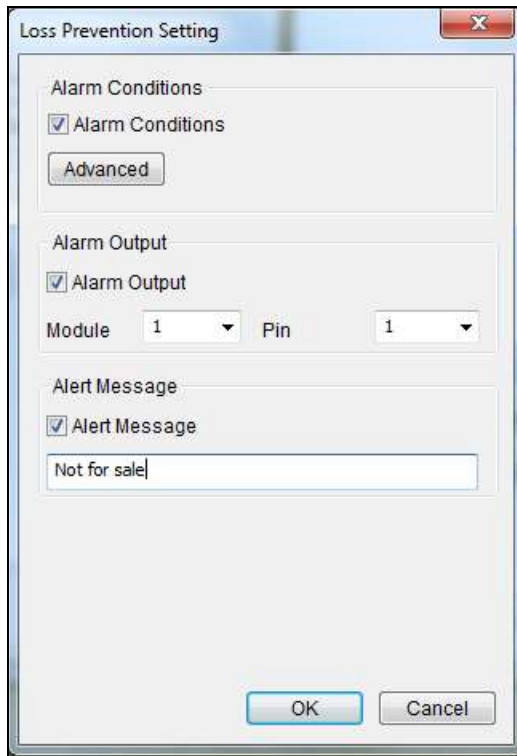 Loss Prevention Setting
Alarm Conditions
Alarm Conditions
Advanced
Alarm Output
Alarm Output
Module 1 Pin 1
Alert Message
Alert Message
Not for sale
OK Cancel